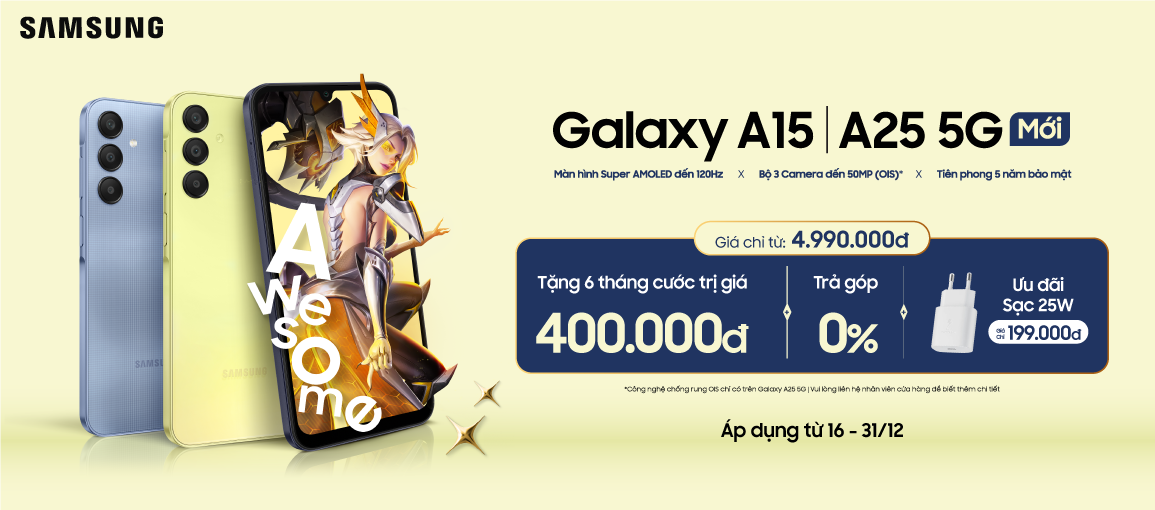 SAMSUNG
Galaxy A15 | A25 5G Mới
Màn hình Super AMOLED đến 120Hz X Bộ 3 Camera đến 50MP (OIS)* X Tiên phong 5 năm bảo mật
Giá chỉ từ: 4.990.000đ
Tặng 6 tháng cước trị giá
400.000đ
Trả góp
0%
Ưu đãi
Sạc 25W
Giá chỉ 199.000đ
*Công nghệ chống rung OIS chỉ có trên Galaxy A25 5G | Vui lòng liên hệ nhân viên cửa hàng để biết thêm chi tiết
Áp dụng từ 16 - 31/12
Awesome
SAMSU
SAMSUNG